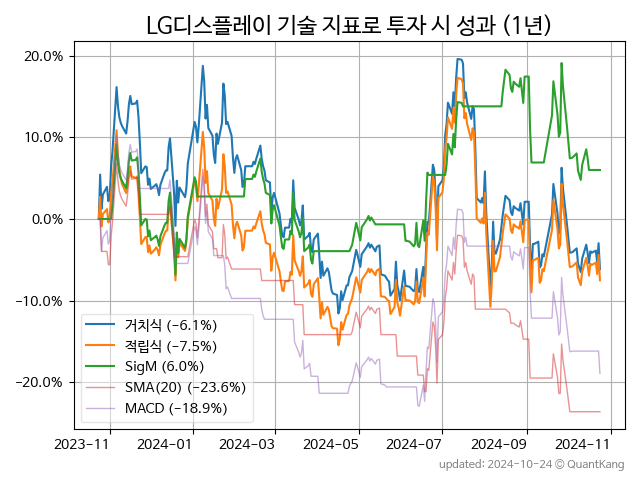 LG디스플레이 기술 지표로 투자 시 성과 (1년)
20.0%
10.0%
0.0%
−10.0%
−20.0%
거치식 (−6.1%)
적립식 (−7.5%)
SigM (6.0%)
SMA(20) (−23.6%)
MACD (−18.9%)
2023-11 2024-01 2024-03 2024-05 2024-07 2024-09 2024-11
updated: 2024-10-24 ⓒ QuantKang